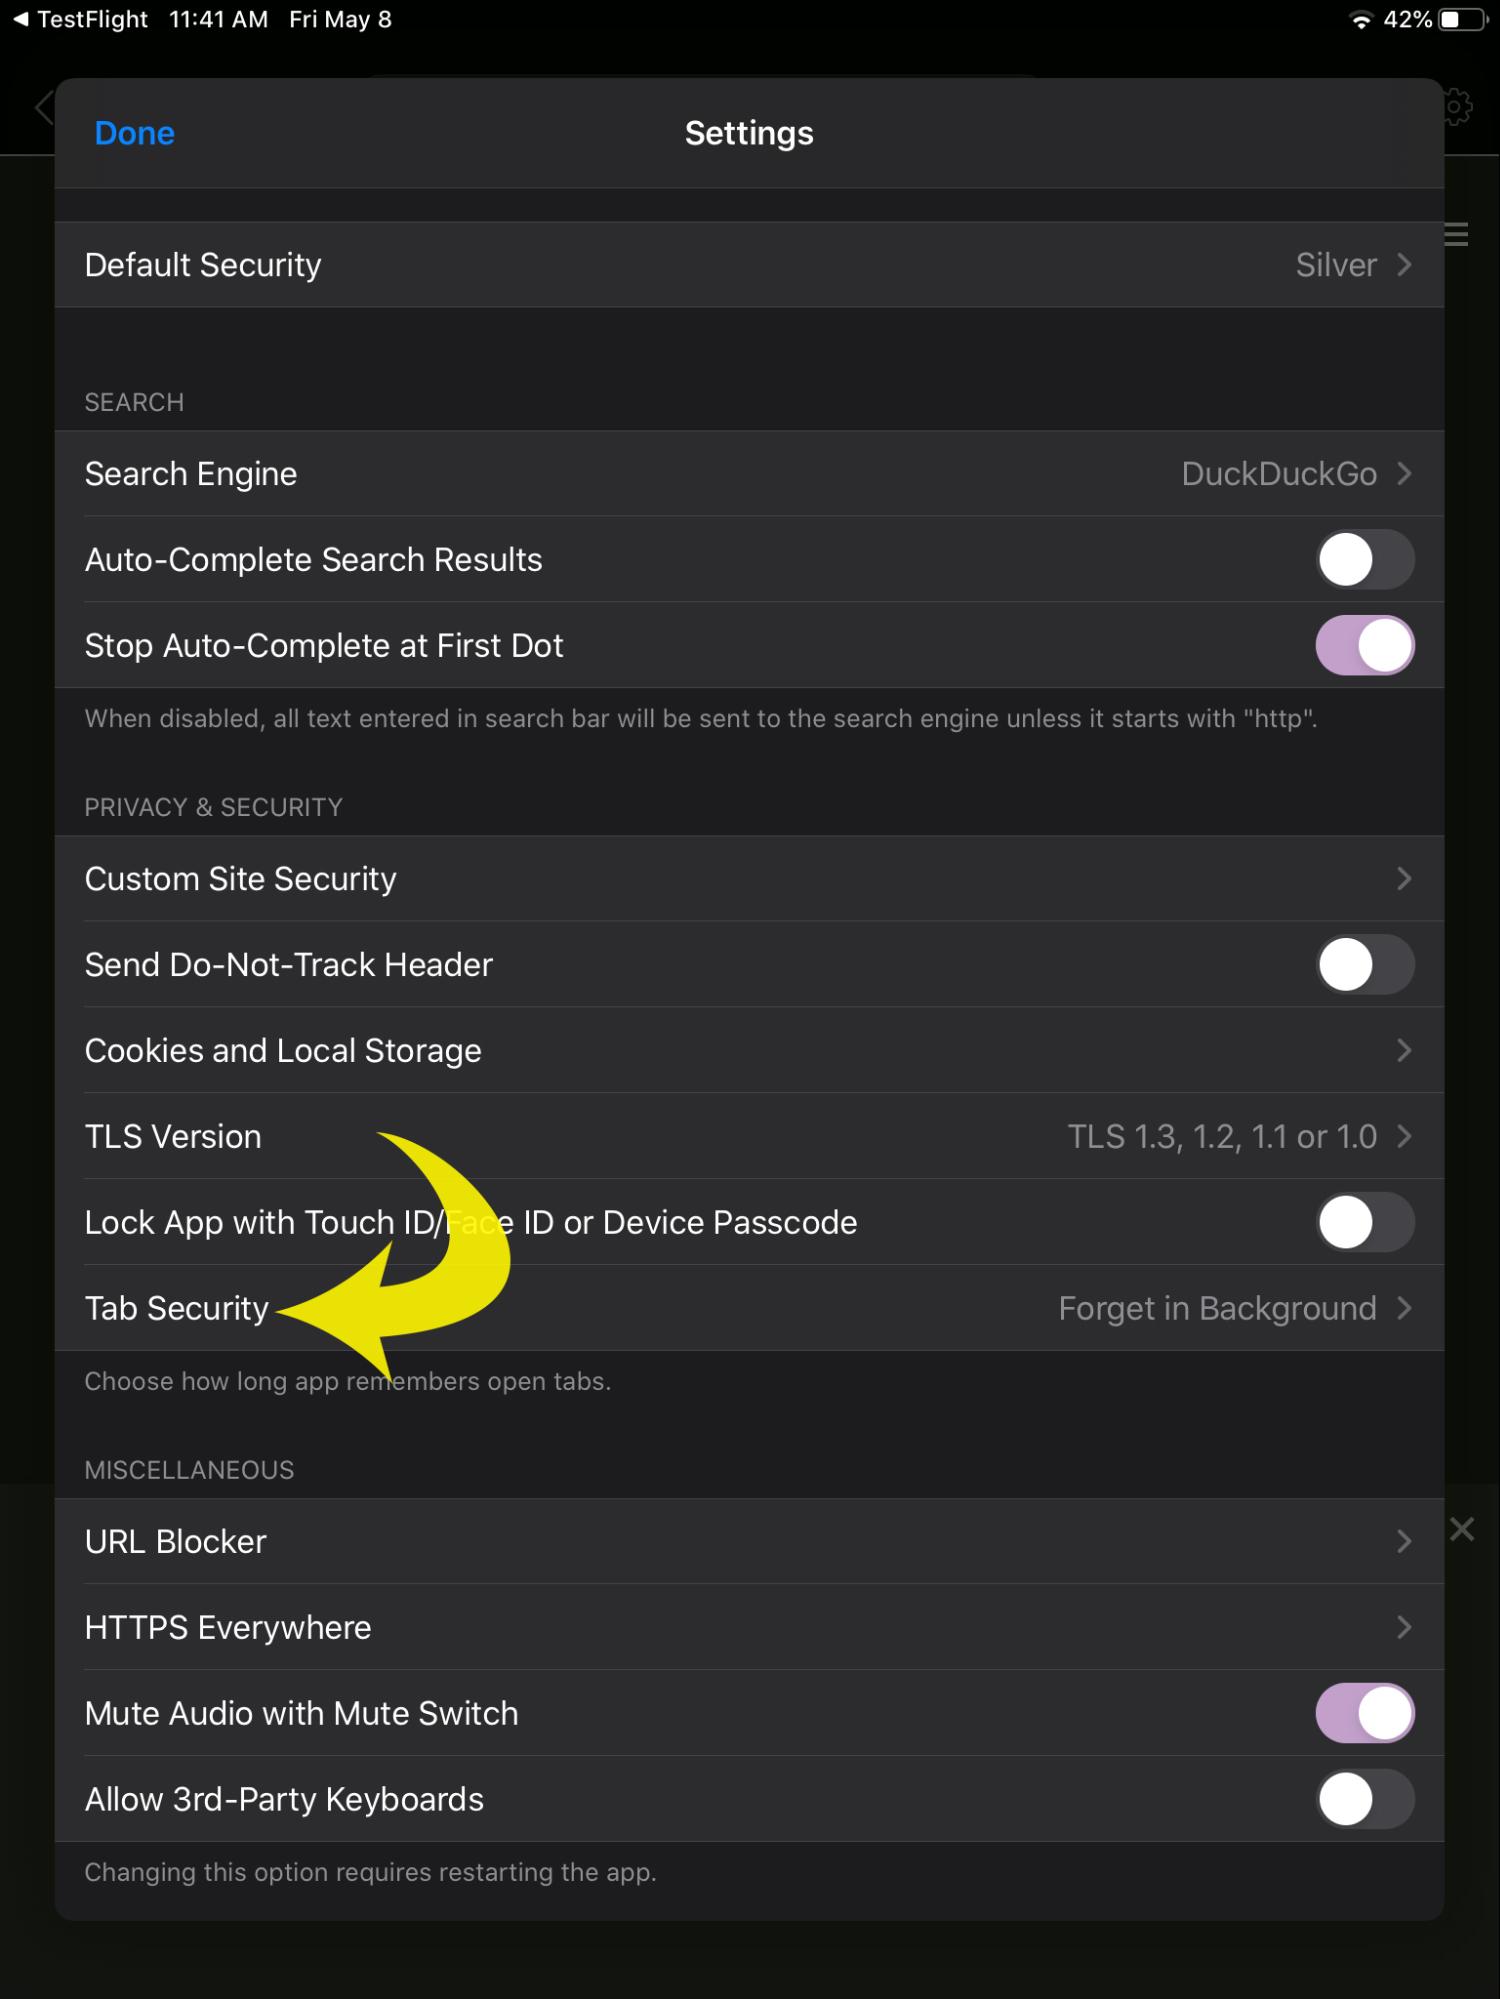 TestFlight 11:41 AM Fri May 8 42%
Done Settings
Default Security Silver
SEARCH
Search Engine DuckDuckGo
Auto-Complete Search Results
Stop Auto-Complete at First Dot
When disabled, all text entered in search bar will be sent to the search engine unless it starts with "http".
PRIVACY & SECURITY
Custom Site Security
Send Do-Not-Track Header
Cookies and Local Storage
TLS Version TLS 1.3, 1.2, 1.1 or 1.0
Lock App with Touch ID/Face ID or Device Passcode
Tab Security Forget in Background
Choose how long app remembers open tabs.
MISCELLANEOUS
URL Blocker
HTTPS Everywhere
Mute Audio with Mute Switch
Allow 3rd-Party Keyboards
Changing this option requires restarting the app.